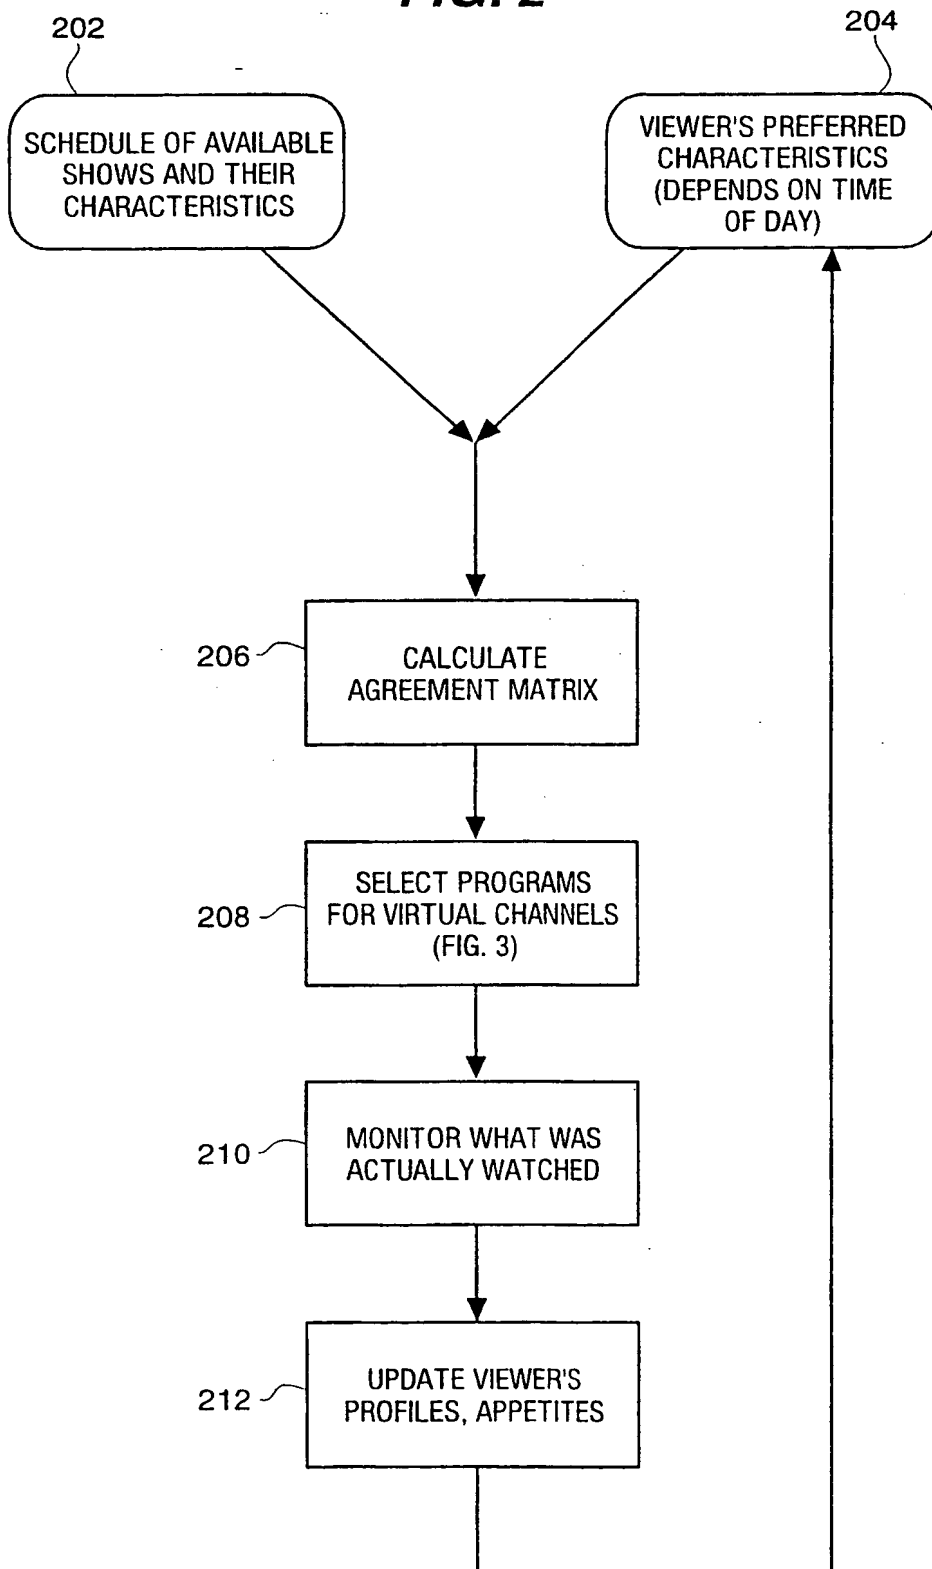 FIG. 2
202
204
SCHEDULE OF AVAILABLE
SHOWS AND THEIR
CHARACTERISTICS
VIEWER'S PREFERRED
CHARACTERISTICS
(DEPENDS ON TIME
OF DAY)
206
CALCULATE
AGREEMENT MATRIX
208
SELECT PROGRAMS
FOR VIRTUAL CHANNELS
(FIG. 3)
210
MONITOR WHAT WAS
ACTUALLY WATCHED
212
UPDATE VIEWER'S
PROFILES, APPETITES